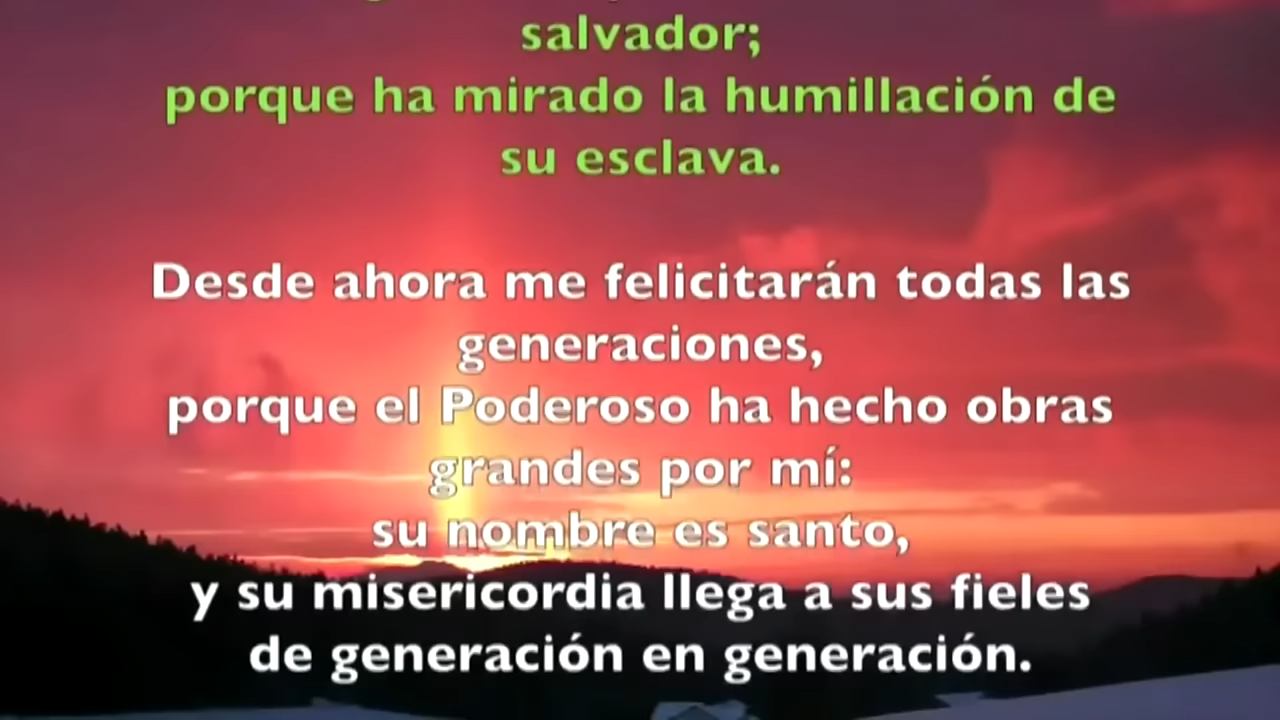 salvador;
porque ha mirado la humillación de
su esclava.
Desde ahora me felicitarán todas las
generaciones,
porque el Poderoso ha hecho obras
grandes por mí:
su nombre es santo,
y su misericordia llega a sus fieles
de generación en generación.